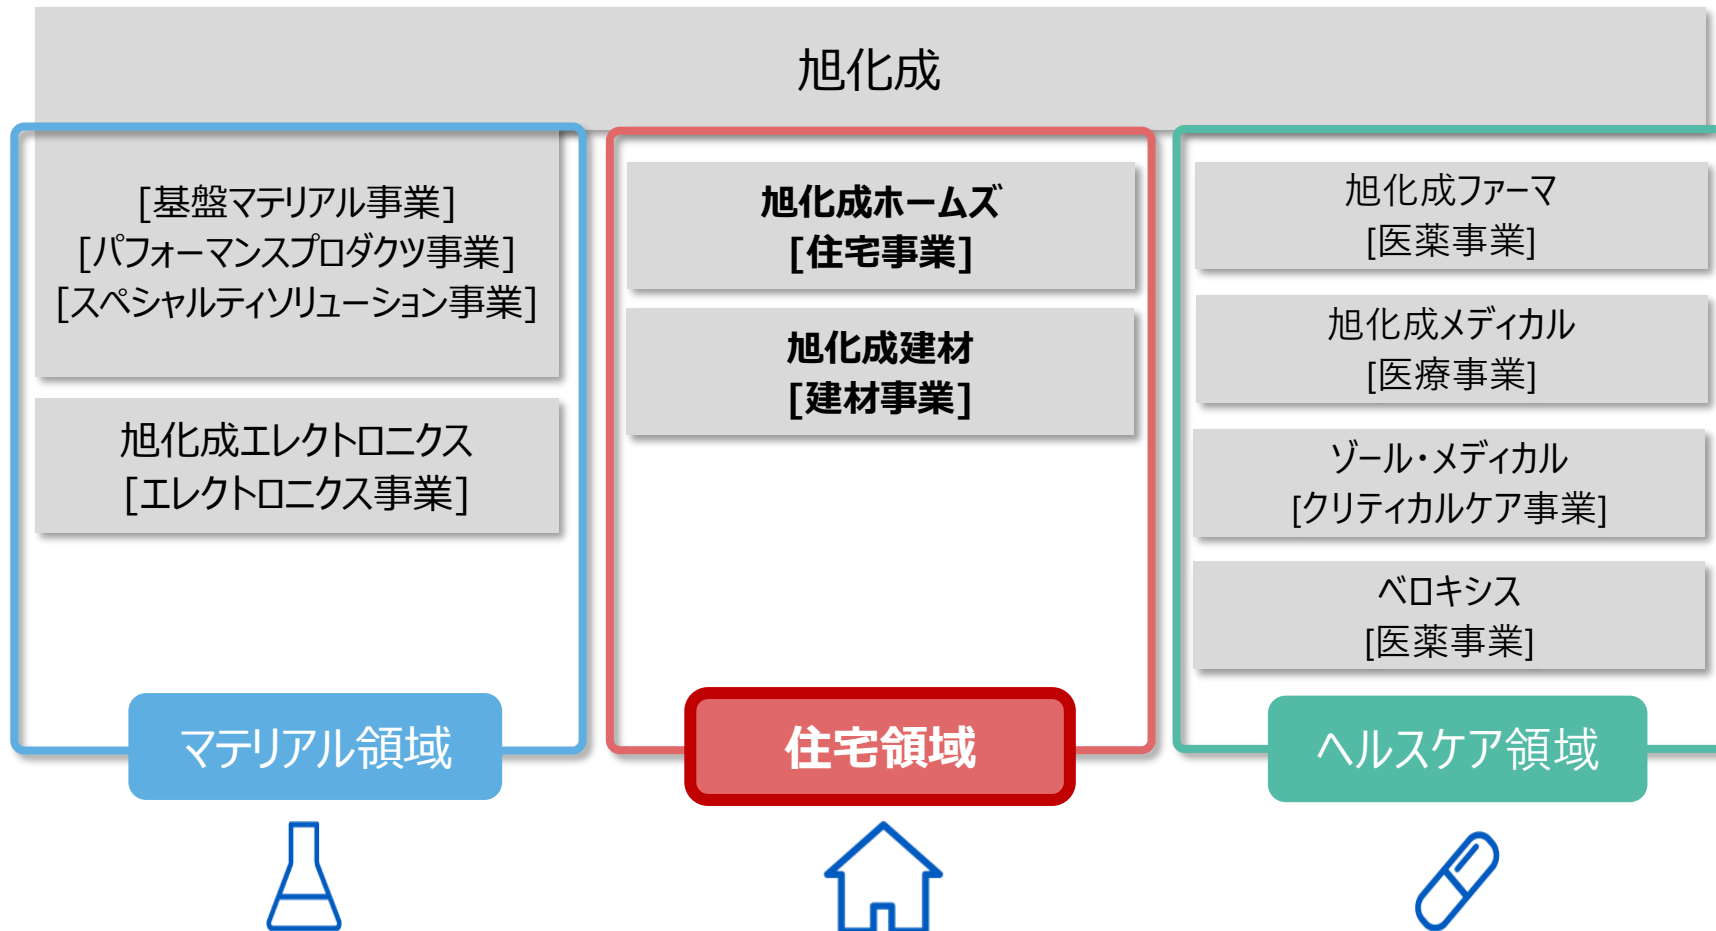 旭化成
[基盤マテリアル事業]
[パフォーマンスプロダクツ事業]
[スペシャルティソリューション事業]
旭化成エレクトロニクス
[エレクトロニクス事業]
マテリアル領域
旭化成ホームズ
[住宅事業]
旭化成建材
[建材事業]
住宅領域
旭化成ファーマ
[医薬事業]
旭化成メディカル
[医療事業]
ゾール・メディカル
[クリティカルケア事業]
ベロキシス
[医薬事業]
ヘルスケア領域